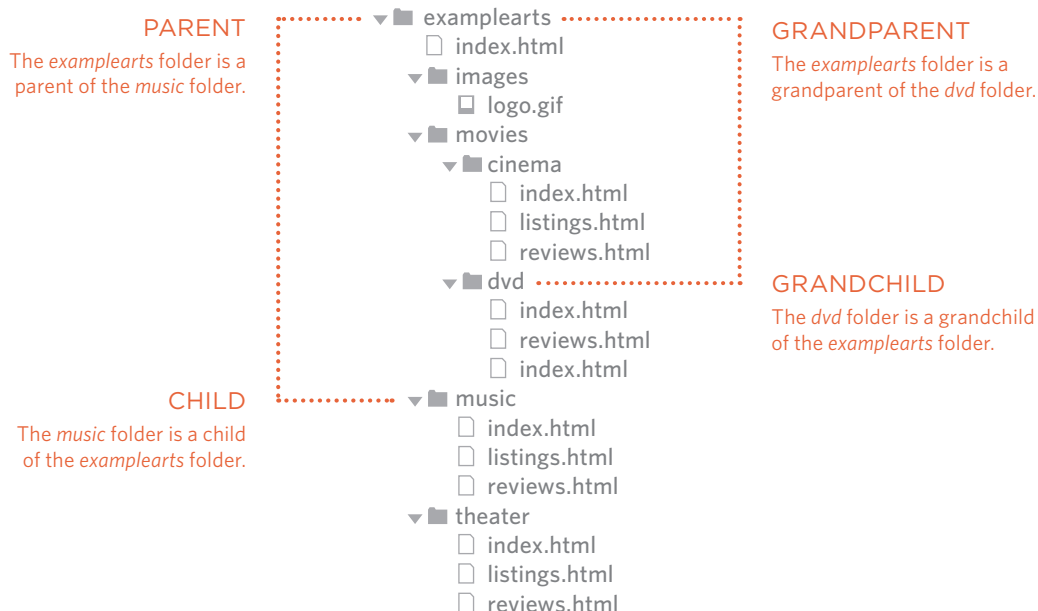 PARENT
The examplearts folder is a
parent of the music folder.
examplearts
index.html
images
logo.gif
movies
cinema
index.html
listings.html
reviews.html
dvd
index.html
reviews.html
index.html
music
index.html
listings.html
reviews.html
theater
index.html
listings.html
reviews.html
GRANDPARENT
The examplearts folder is a
grandparent of the dvd folder.
GRANDCHILD
The dvd folder is a grandchild
of the examplearts folder.
CHILD
The music folder is a child
of the examplearts folder.